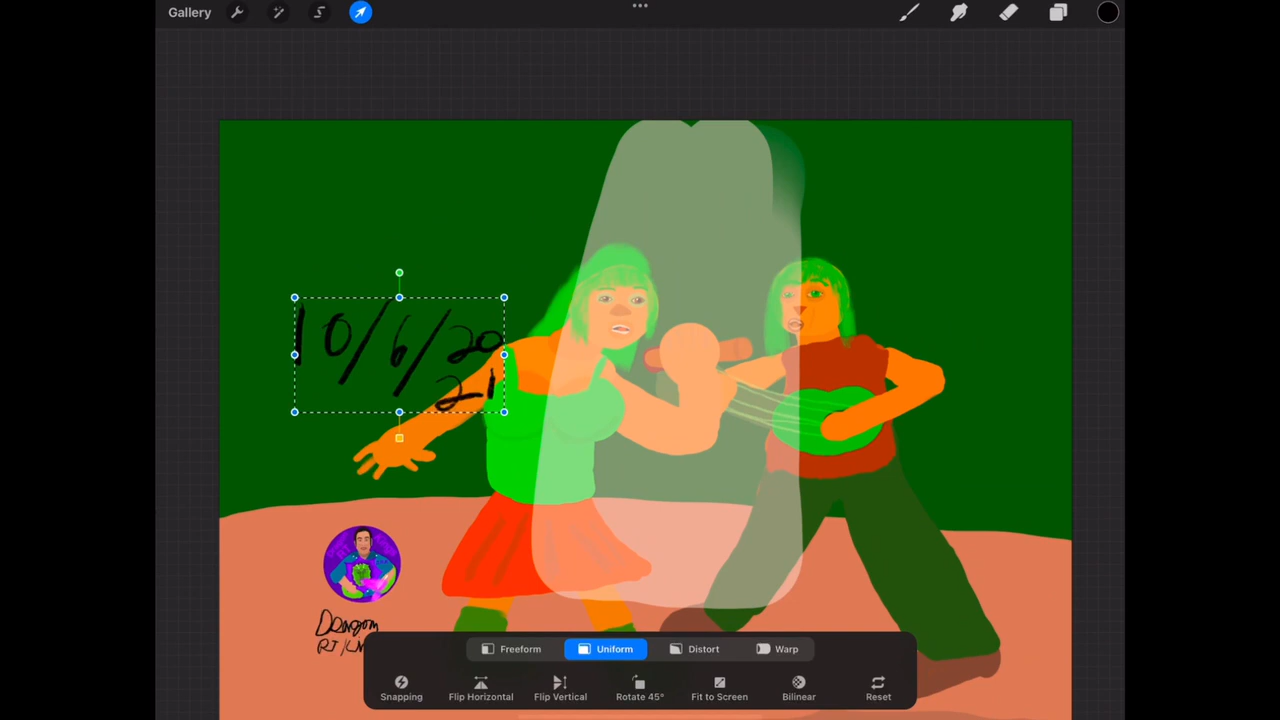 Gallery
10/6/20
21
Freeform
Uniform
Distort
Warp
Snapping
Flip Horizontal
Flip Vertical
Rotate 45°
Fit to Screen
Bilinear
Reset